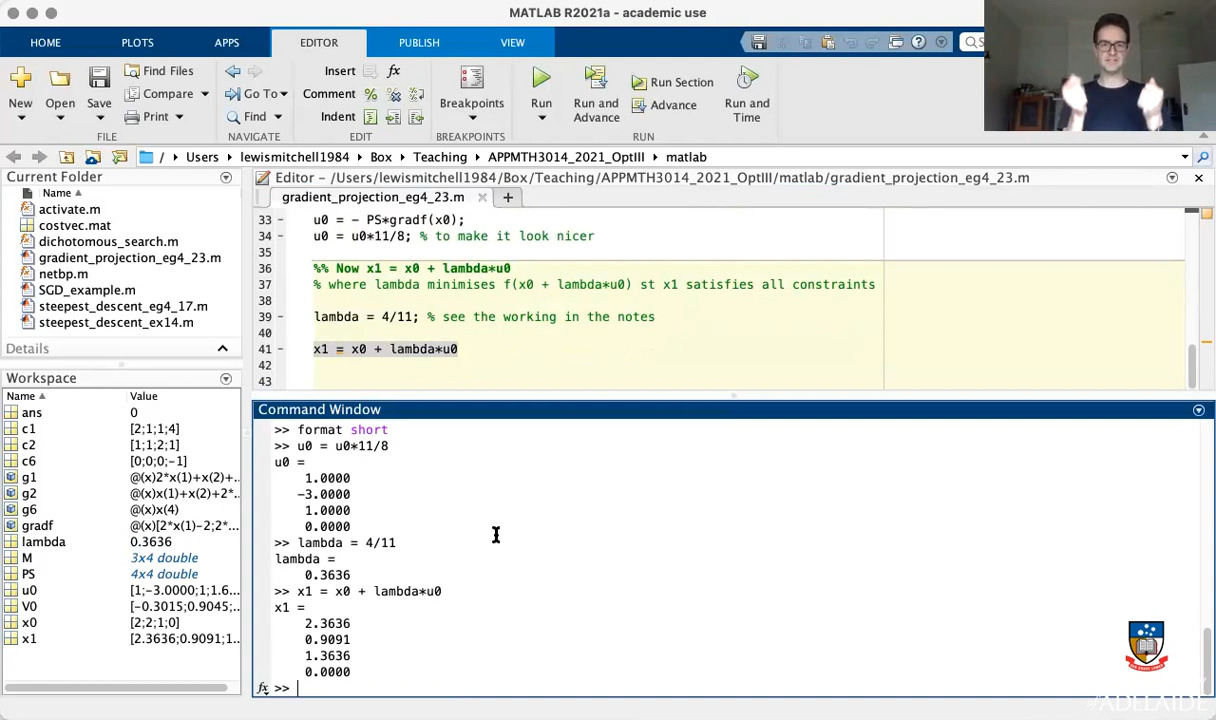 MATLAB R2021a - academic use
HOME PLOTS APPS EDITOR PUBLISH VIEW
New Open Save Find Files Compare Print
FILE
Go To Find
NAVIGATE
Insert fx
Comment %
Indent
EDIT
Breakpoints
BREAKPOINTS
Run Run and Advance Run Section Advance Run and Time
RUN
/ Users lewismitchell1984 Box Teaching APPMTH3014_2021_OptIII matlab
Current Folder
Name
activate.m
costvec.mat
dichotomous_search.m
gradient_projection_eg4_23.m
netbp.m
SGD_example.m
steepest_descent_eg4_17.m
steepest_descent_ex14.m
Details
Workspace
Name Value
ans 0
c1 [2;1;1;4]
c2 [1;1;2;1]
c6 [0;0;0;-1]
g1 @(x)2*x(1)+x(2)+...
g2 @(x)x(1)+x(2)+2*...
g6 @(x)x(4)
gradf @(x)[2*x(1)-2;2*...
lambda 0.3636
M 3x4 double
PS 4x4 double
u0 [1;-3.0000;1;1.6...
V0 [-0.3015;0.9045;...
x0 [2;2;1;0]
x1 [2.3636;0.9091;1...
Editor - /Users/lewismitchell1984/Box/Teaching/APPMTH3014_2021_OptIII/matlab/gradient_projection_eg4_23.m
gradient_projection_eg4_23.m
33 - u0 = - PS*gradf(x0);
34 - u0 = u0*11/8; % to make it look nicer
35
36 %% Now x1 = x0 + lambda*u0
37 % where lambda minimises f(x0 + lambda*u0) st x1 satisfies all constraints
38
39 - lambda = 4/11; % see the working in the notes
40
41 - x1 = x0 + lambda*u0
42
43
Command Window
>> format short
>> u0 = u0*11/8
u0 =
1.0000
-3.0000
1.0000
0.0000
>> lambda = 4/11
lambda =
0.3636
>> x1 = x0 + lambda*u0
x1 =
2.3636
0.9091
1.3636
0.0000
fx >>
ADELAIDE